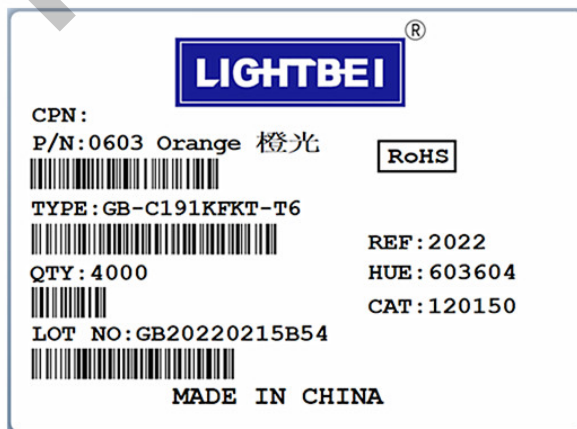 LIGHTBEI ®
CPN:
P/N:0603 Orange 橙光
RoHS
TYPE:GB-C191KFKT-T6
REF:2022
QTY:4000
HUE:603604
CAT:120150
LOT NO:GB20220215B54
MADE IN CHINA